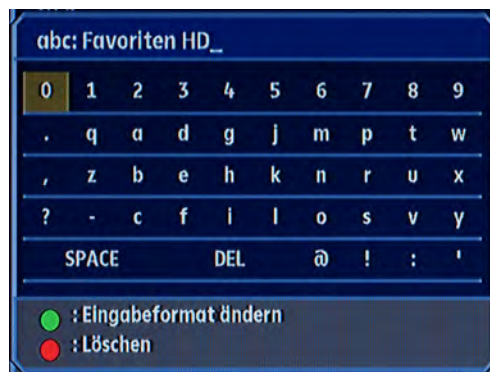 abc: Favoriten HD_
0 1 2 3 4 5 6 7 8 9
. q a d g j m p t w
, z b e h k n r u x
? - c f i l o s v y
SPACE DEL @ ! : '
: Eingabeformat ändern
: Löschen